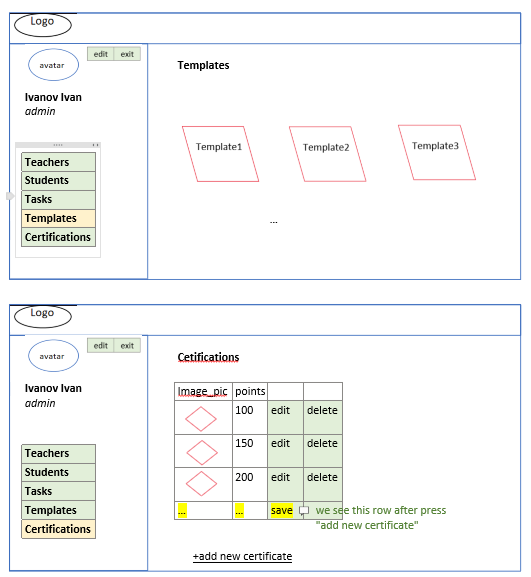 Logo
edit exit
avatar
Templates
Ivanov Ivan
admin
Template1 Template2 Template3
Teachers
Students
Tasks
Templates
Certifications
...
Logo
edit exit
avatar
Cetifications
Ivanov Ivan
admin
Image_pic points
100 edit delete
150 edit delete
200 edit delete
... ... save
we see this row after press
"add new certificate"
Teachers
Students
Tasks
Templates
Certifications
+add new certificate